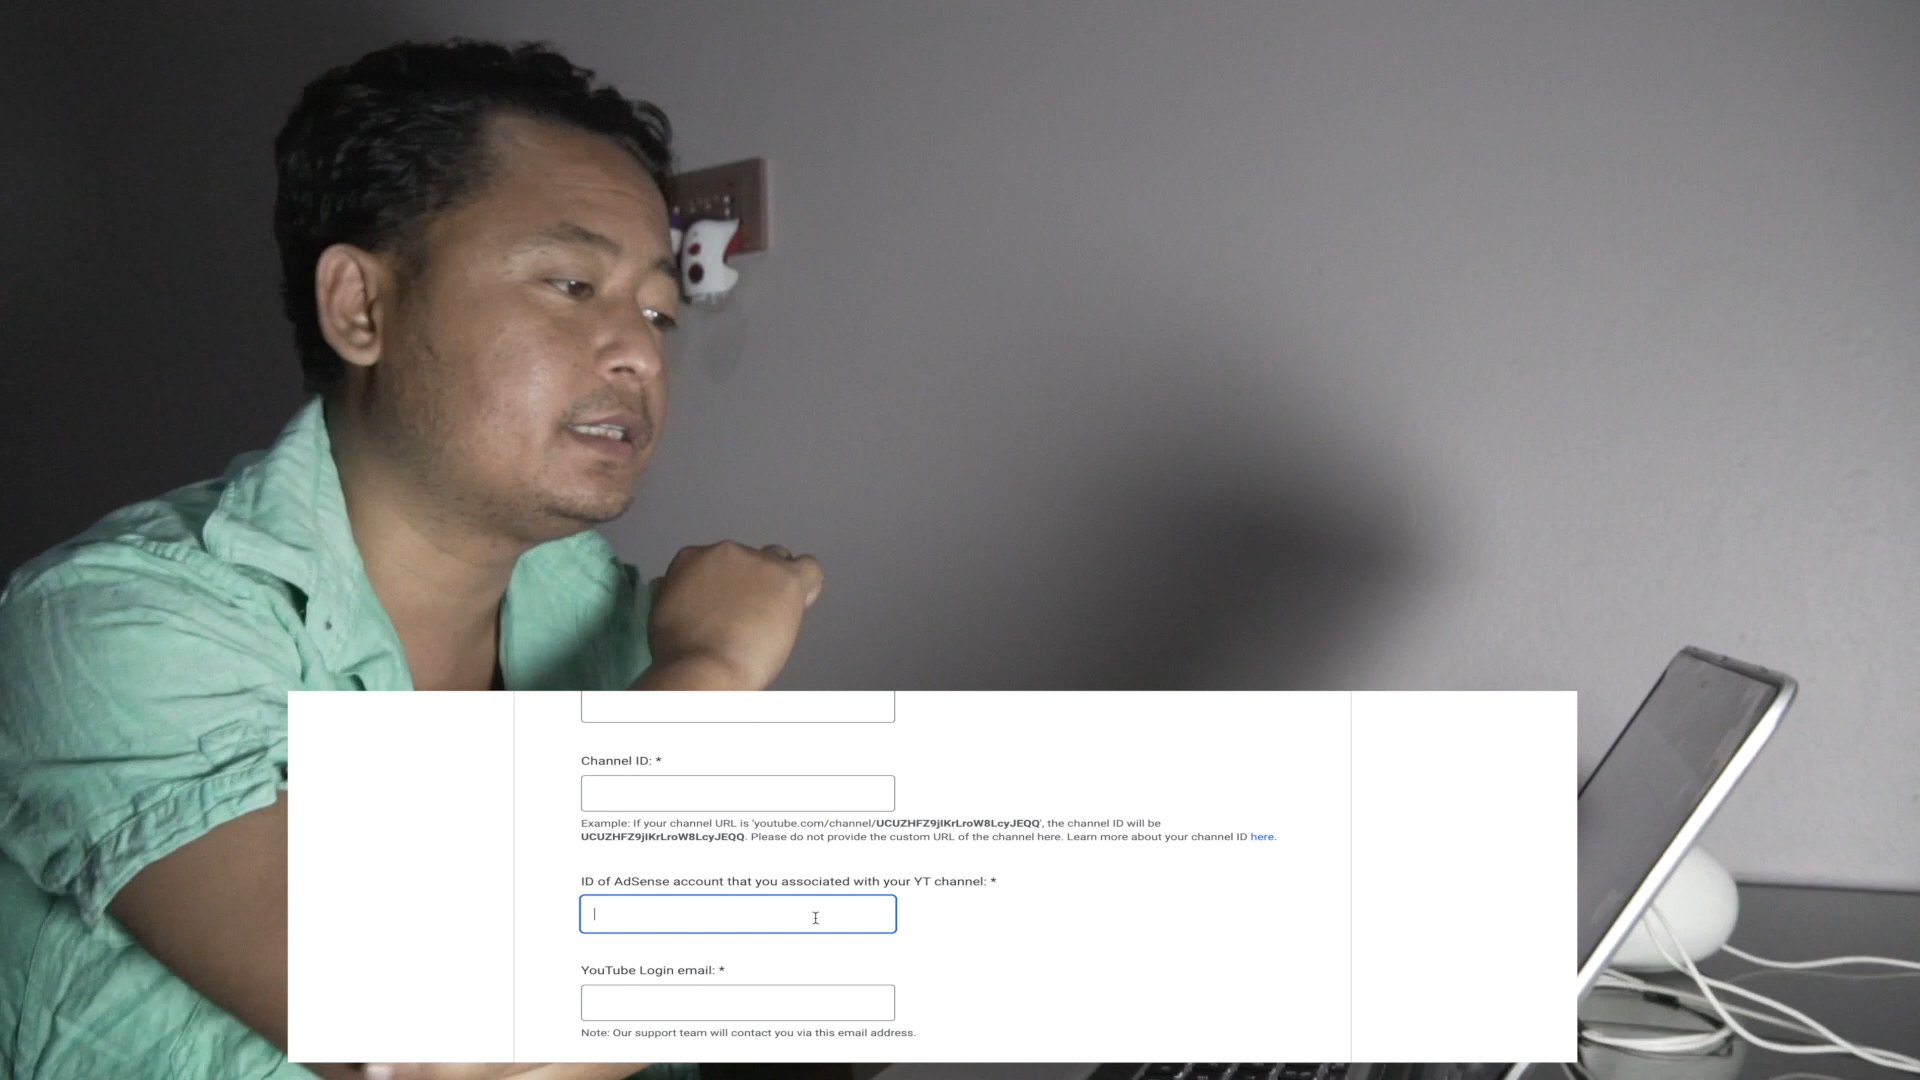 Channel ID: *
Example: If your channel URL is 'youtube.com/channel/UCUZHFZ9jIKrLroW8LcyJEQQ', the channel ID will be
UCUZHFZ9jIKrLroW8LcyJEQQ. Please do not provide the custom URL of the channel here. Learn more about your channel ID here.
ID of AdSense account that you associated with your YT channel: *
YouTube Login email: *
Note: Our support team will contact you via this email address.